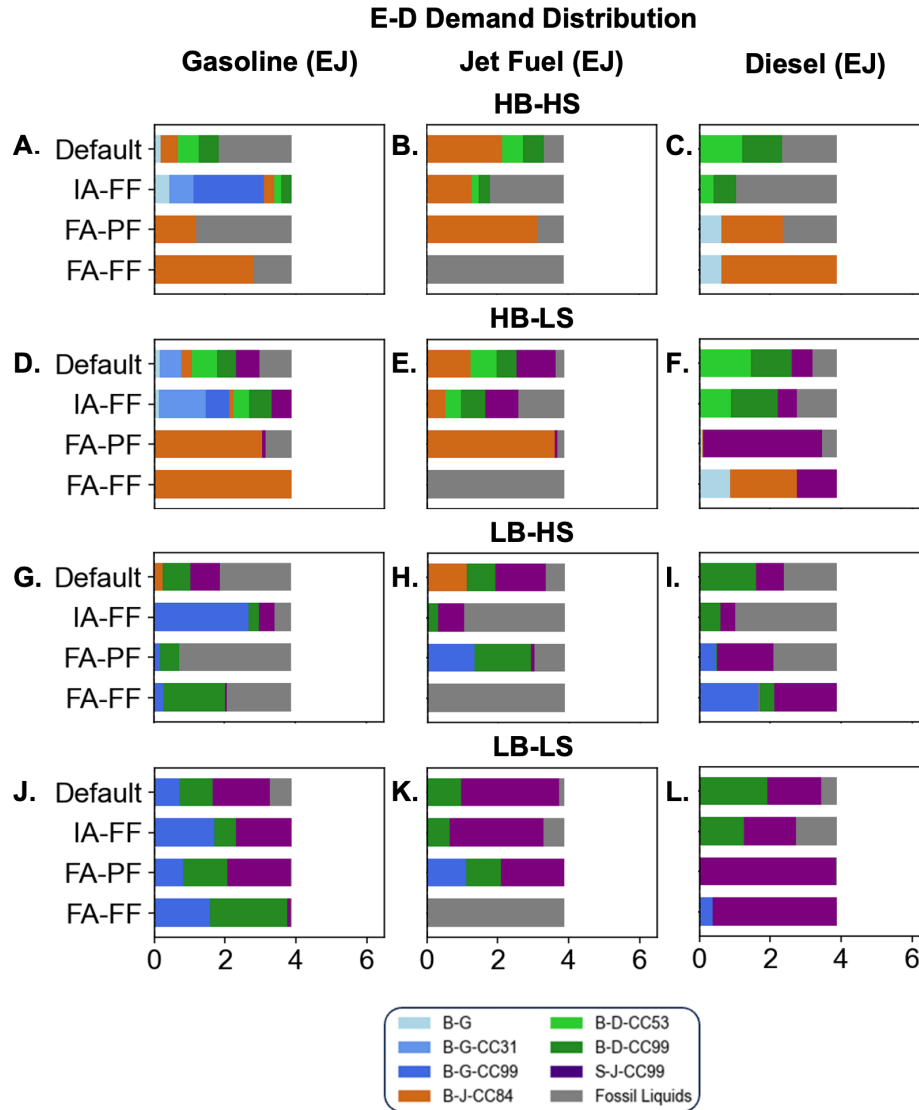 E-D Demand Distribution
Gasoline (EJ) Jet Fuel (EJ) Diesel (EJ)
HB-HS
A. Default B. C.
IA-FF
FA-PF
FA-FF
HB-LS
D. Default E. F.
IA-FF
FA-PF
FA-FF
LB-HS
G. Default H. I.
IA-FF
FA-PF
FA-FF
LB-LS
J. Default K. L.
IA-FF
FA-PF
FA-FF
0 2 4 6 0 2 4 6 0 2 4 6
B-G B-D-CC53
B-G-CC31 B-D-CC99
B-G-CC99 S-J-CC99
B-J-CC84 Fossil Liquids